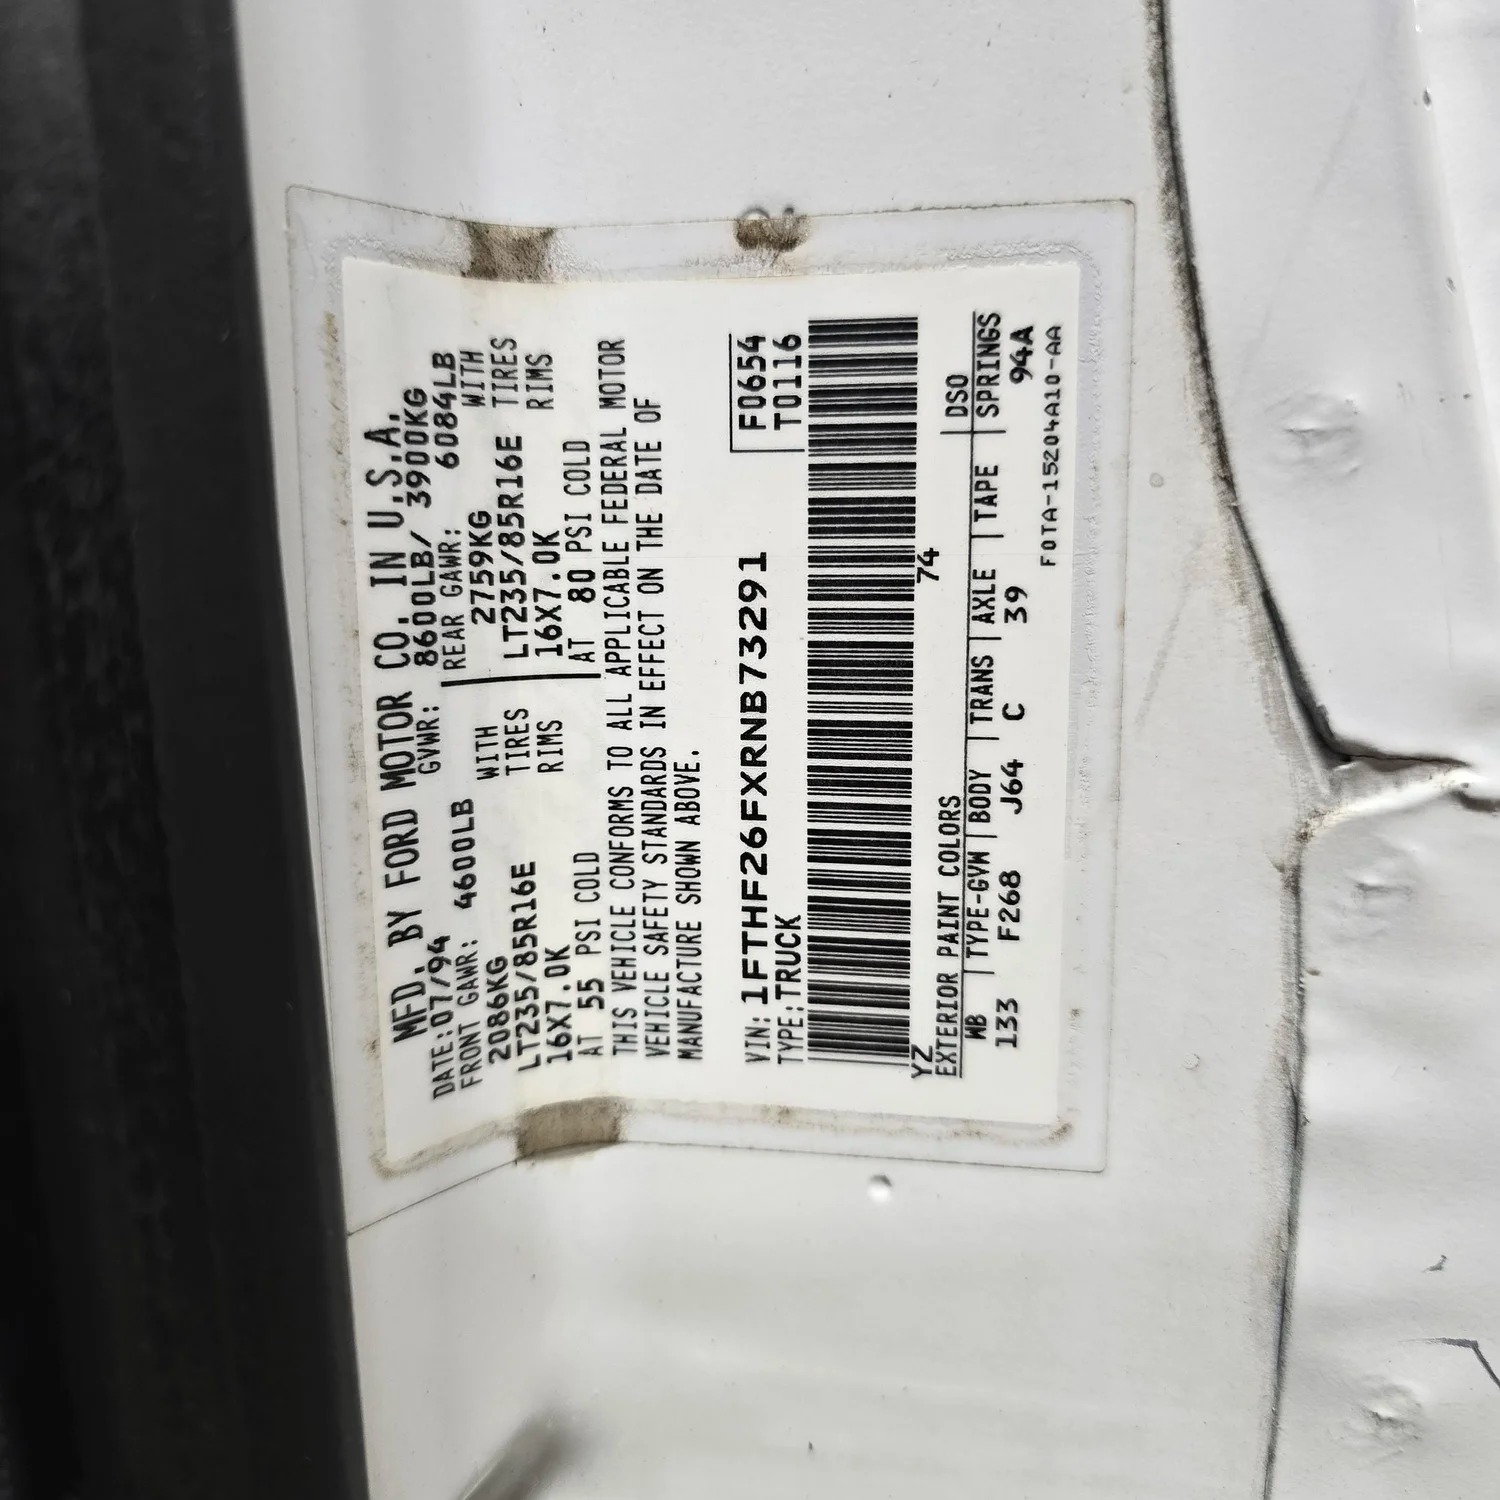 MFD. BY FORD MOTOR CO. IN U.S.A.
DATE: 07/94 GVWR: 8600LB/ 3900KG
FRONT GAWR: 4600LB REAR GAWR: 6084LB
2086KG WITH 2759KG WITH
LT235/85R16E TIRES LT235/85R16E TIRES
16X7.0K RIMS 16X7.0K RIMS
AT 55 PSI COLD AT 80 PSI COLD
THIS VEHICLE CONFORMS TO ALL APPLICABLE FEDERAL MOTOR
VEHICLE SAFETY STANDARDS IN EFFECT ON THE DATE OF
MANUFACTURE SHOWN ABOVE.
F0654
VIN: 1FTHF26FXRNB73291 T0116
TYPE: TRUCK
YZ 74
EXTERIOR PAINT COLORS DSO
WB TYPE-GVW BODY TRANS AXLE TAPE SPRINGS
133 F268 J64 C 39 94A
F0TA-15204A10-AA